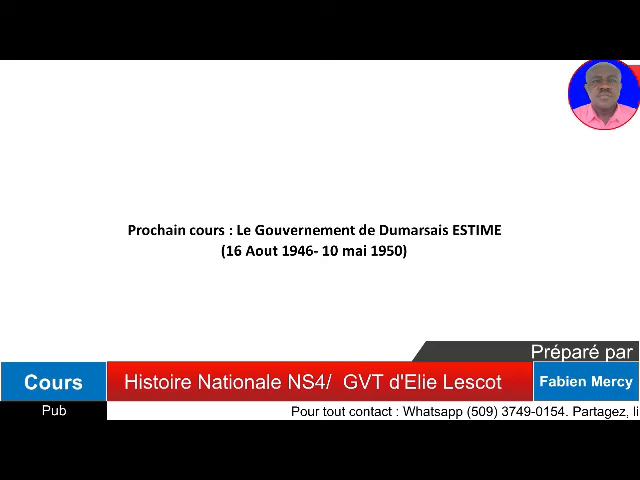 Prochain cours : Le Gouvernement de Dumarsais ESTIME
(16 Aout 1946- 10 mai 1950)
Préparé par
Cours
Histoire Nationale NS4/ GVT d'Elie Lescot
Fabien Mercy
Pub
Pour tout contact : Whatsapp (509) 3749-0154. Partagez, li